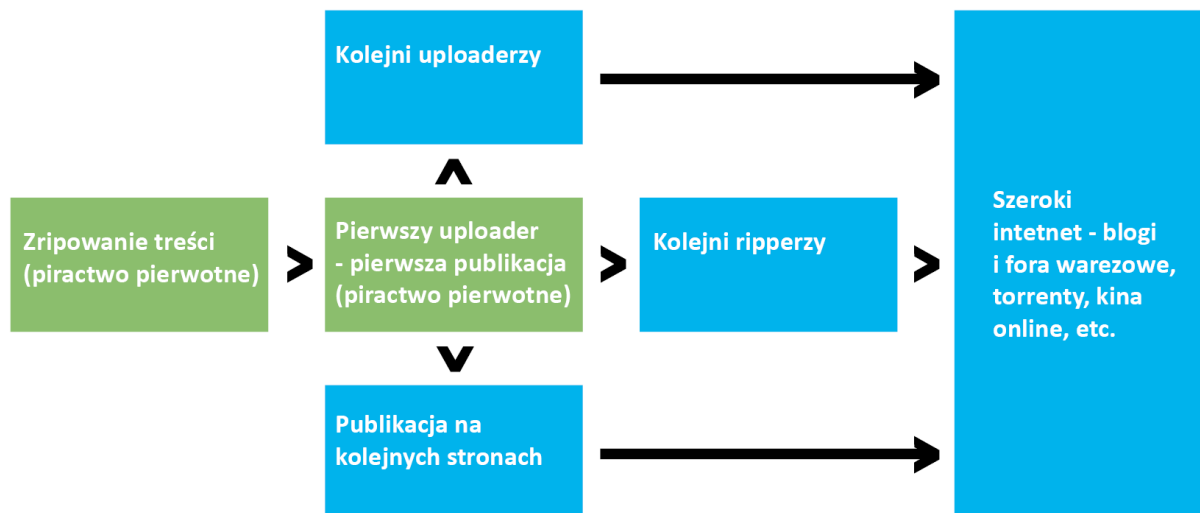 Kolejni uploaderzy
Zripowanie treści
(piractwo pierwotne)
Pierwszy uploader
- pierwsza publikacja
(piractwo pierwotne)
Kolejni ripperzy
Publikacja na
kolejnych stronach
Szeroki
intetnet - blogi
i fora warezowe,
torrenty, kina
online, etc.